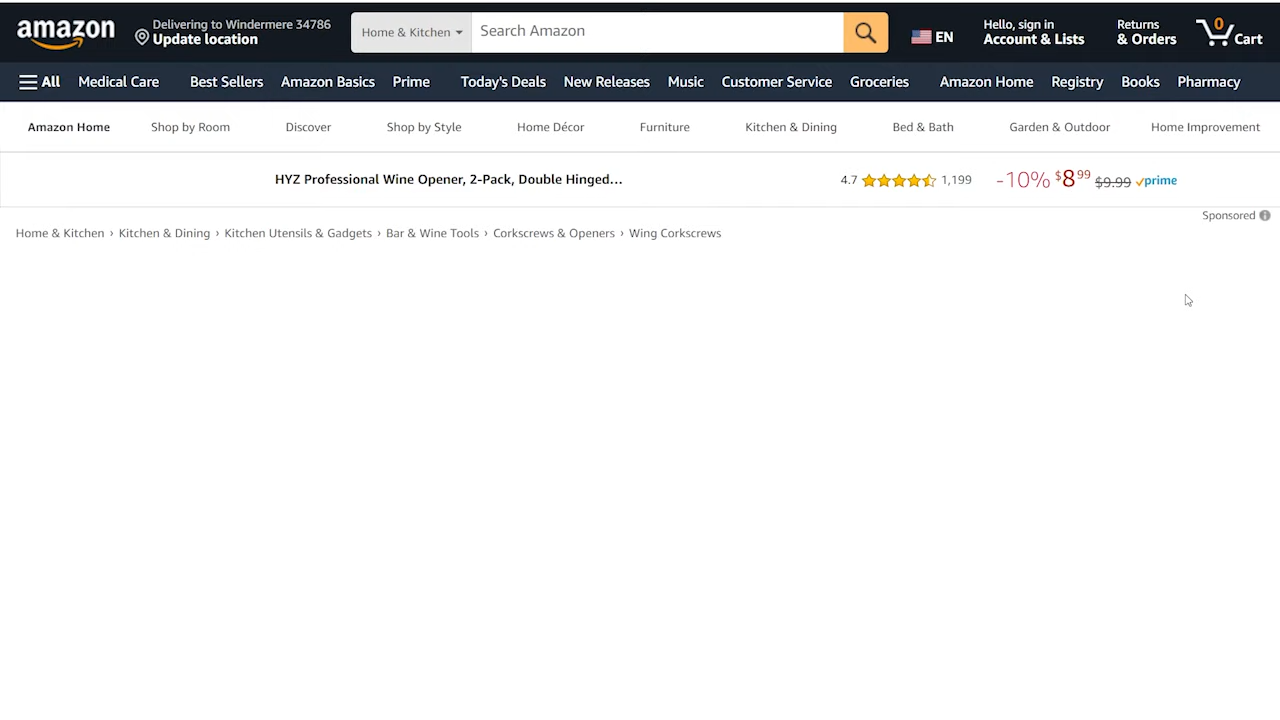 amazon
Delivering to Windermere 34786
Update location
Home & Kitchen
Search Amazon
EN
Hello, sign in
Account & Lists
Returns
& Orders
0
Cart
All Medical Care Best Sellers Amazon Basics Prime Today's Deals New Releases Music Customer Service Groceries Amazon Home Registry Books Pharmacy
Amazon Home Shop by Room Discover Shop by Style Home Décor Furniture Kitchen & Dining Bed & Bath Garden & Outdoor Home Improvement
HYZ Professional Wine Opener, 2-Pack, Double Hinged... 4.7 1,199 -10% $8 99 $9.99 prime
Sponsored
Home & Kitchen › Kitchen & Dining › Kitchen Utensils & Gadgets › Bar & Wine Tools › Corkscrews & Openers › Wing Corkscrews